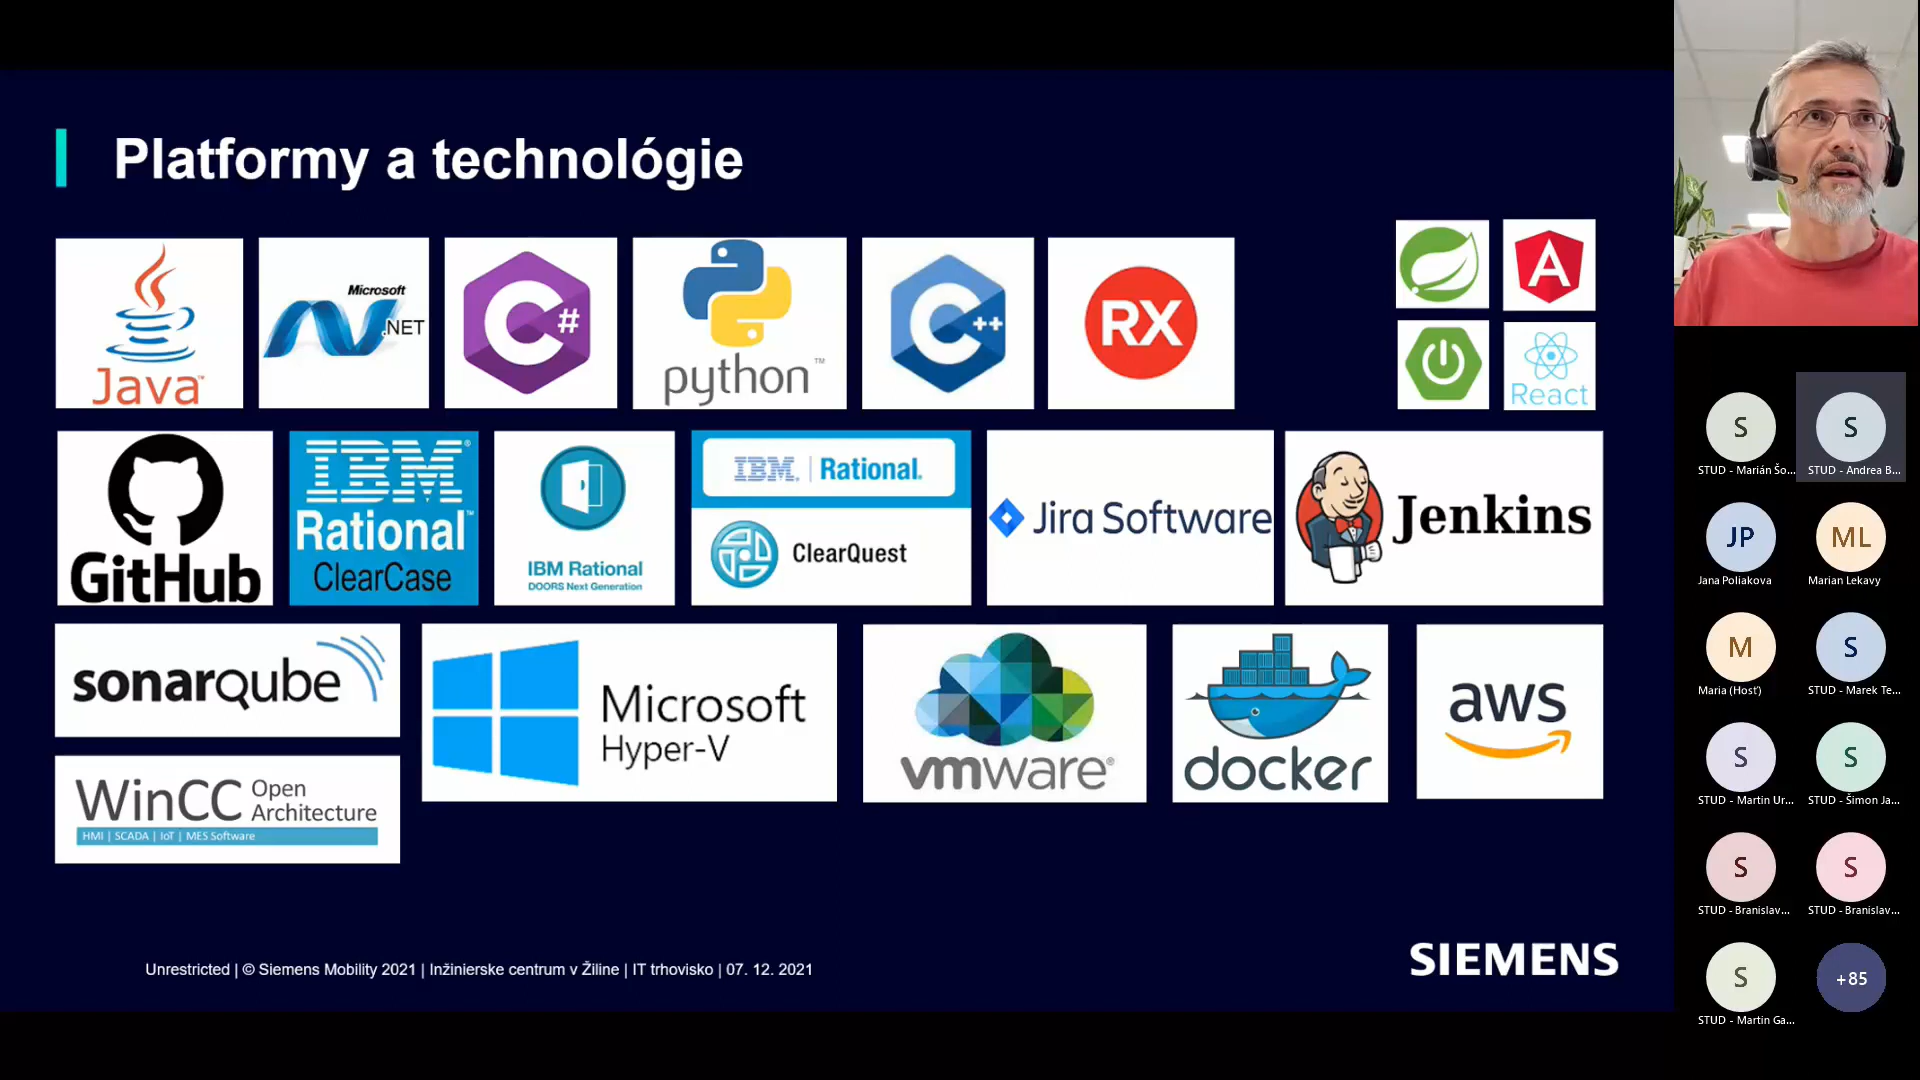 Platformy a technológie
Java™
Microsoft
.NET
C#
python™
C++
RX
A
React
GitHub
IBM®
Rational™
ClearCase
IBM Rational
DOORS Next Generation
IBM. | Rational.
ClearQuest
Jira Software
Jenkins
sonarqube
Microsoft
Hyper-V
vmware®
docker
aws
WinCC Open
Architecture
HMI | SCADA | IoT | MES Software
Unrestricted | © Siemens Mobility 2021 | Inžinierske centrum v Žiline | IT trhovisko | 07. 12. 2021
SIEMENS
S
S
STUD - Marián Šo...
STUD - Andrea B...
JP
ML
Jana Poliakova
Marian Lekavy
M
S
Maria (Hosť)
STUD - Marek Te...
S
S
STUD - Martin Ur...
STUD - Šimon Ja...
S
S
STUD - Branislav...
STUD - Branislav...
S
+85
STUD - Martin Ga...